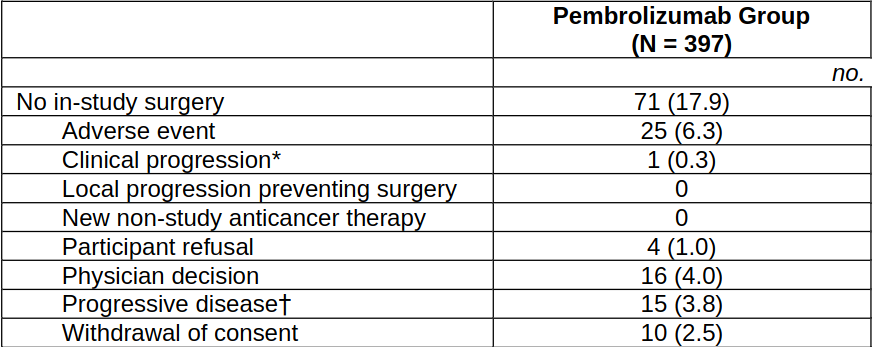 Pembrolizumab Group
(N = 397)
no.
No in-study surgery 71 (17.9)
Adverse event 25 (6.3)
Clinical progression* 1 (0.3)
Local progression preventing surgery 0
New non-study anticancer therapy 0
Participant refusal 4 (1.0)
Physician decision 16 (4.0)
Progressive disease† 15 (3.8)
Withdrawal of consent 10 (2.5)